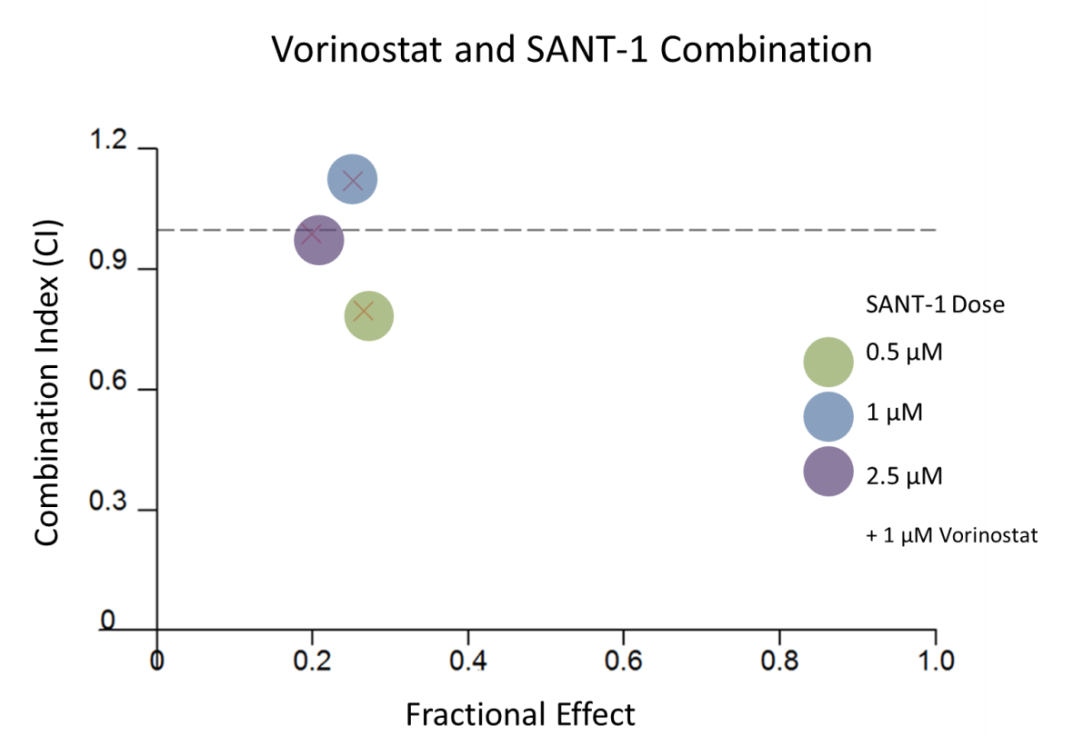 Vorinostat and SANT-1 Combination
Combination Index (CI)
1.2
0.9
0.6
0.3
0
0
0.2
0.4
0.6
0.8
1.0
Fractional Effect
SANT-1 Dose
0.5 µM
1 µM
2.5 µM
+ 1 µM Vorinostat